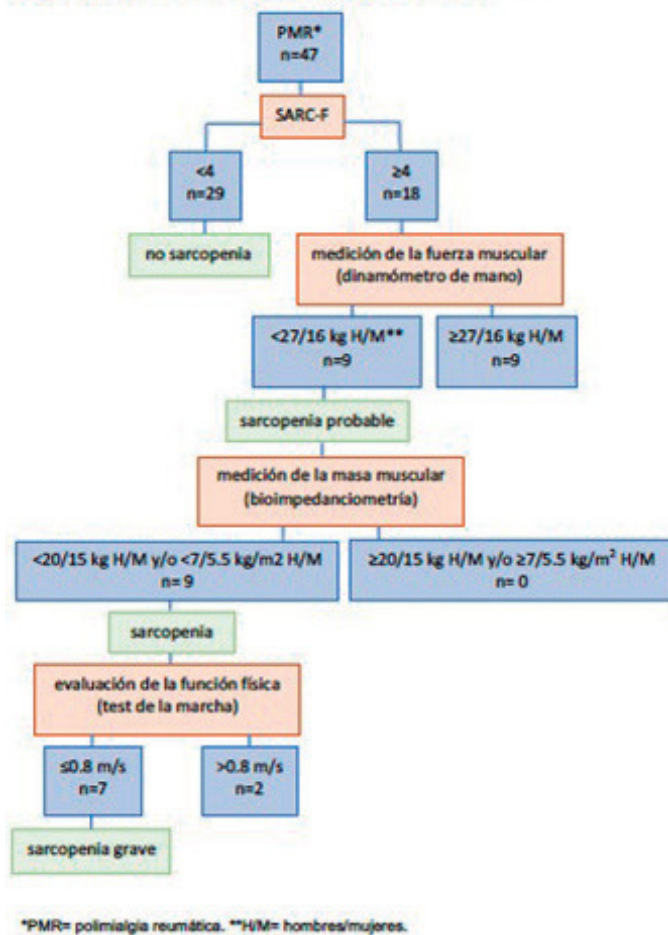 PMR*
n=47
SARC-F
<4
n=29
≥4
n=18
no sarcopenia
medición de la fuerza muscular
(dinamómetro de mano)
<27/16 kg H/M**
n=9
≥27/16 kg H/M
n=9
sarcopenia probable
medición de la masa muscular
(bioimpedanciometría)
<20/15 kg H/M y/o <7/5.5 kg/m2 H/M
n= 9
≥20/15 kg H/M y/o ≥7/5.5 kg/m² H/M
n= 0
sarcopenia
evaluación de la función física
(test de la marcha)
≤0.8 m/s
n=7
>0.8 m/s
n=2
sarcopenia grave
*PMR= polimialgia reumática. **H/M= hombres/mujeres.